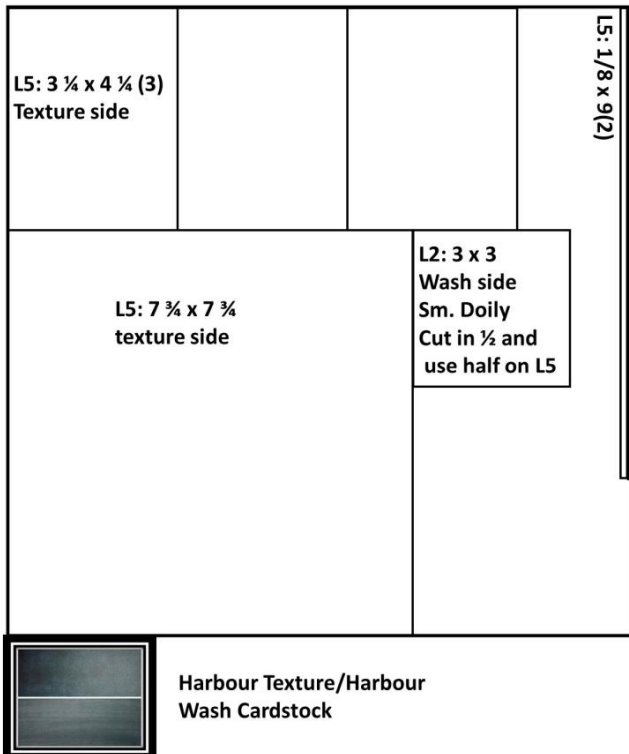 L5: 3 ¼ x 4 ¼ (3)
Texture side
L5: 1/8 x 9(2)
L5: 7 ¾ x 7 ¾
texture side
L2: 3 x 3
Wash side
Sm. Doily
Cut in ½ and
use half on L5
Harbour Texture/Harbour
Wash Cardstock